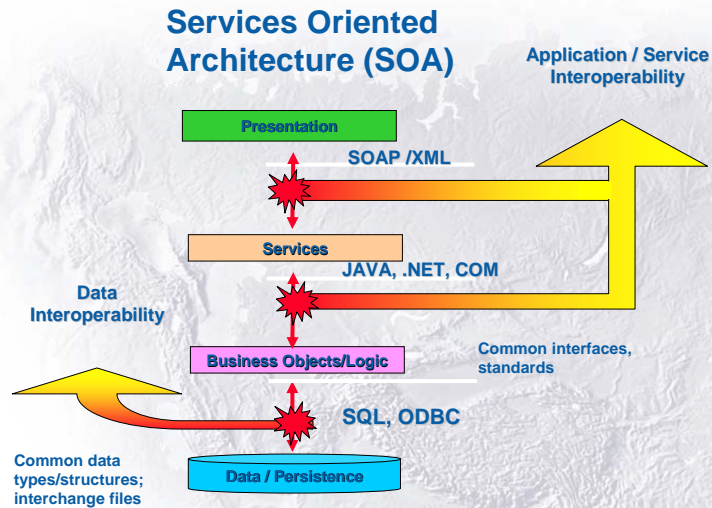 Services Oriented
Architecture (SOA)
Application / Service
Interoperability
Presentation
SOAP /XML
Services
JAVA, .NET, COM
Data
Interoperability
Business Objects/Logic
Common interfaces,
standards
SQL, ODBC
Common data
types/structures;
interchange files
Data / Persistence